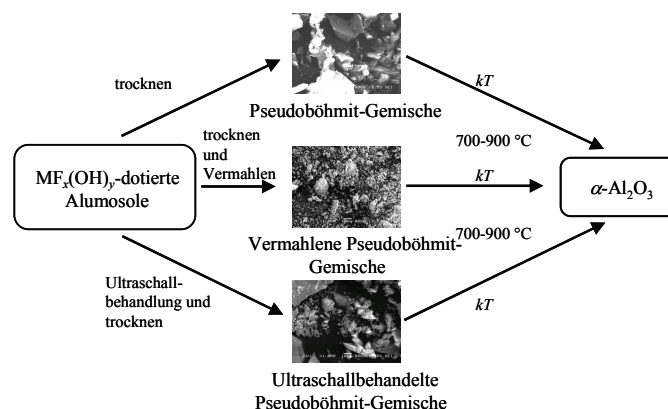 trocknen
Pseudoböhmit-Gemische
kT
MFx(OH)y-dotierte
Alumosole
trocknen
und
Vermahlen
Vermahlene Pseudoböhmit-
Gemische
700-900 °C
kT
700-900 °C
α-Al2O3
Ultraschall-
behandlung und
trocknen
kT
Ultraschallbehandelte
Pseudoböhmit-Gemische